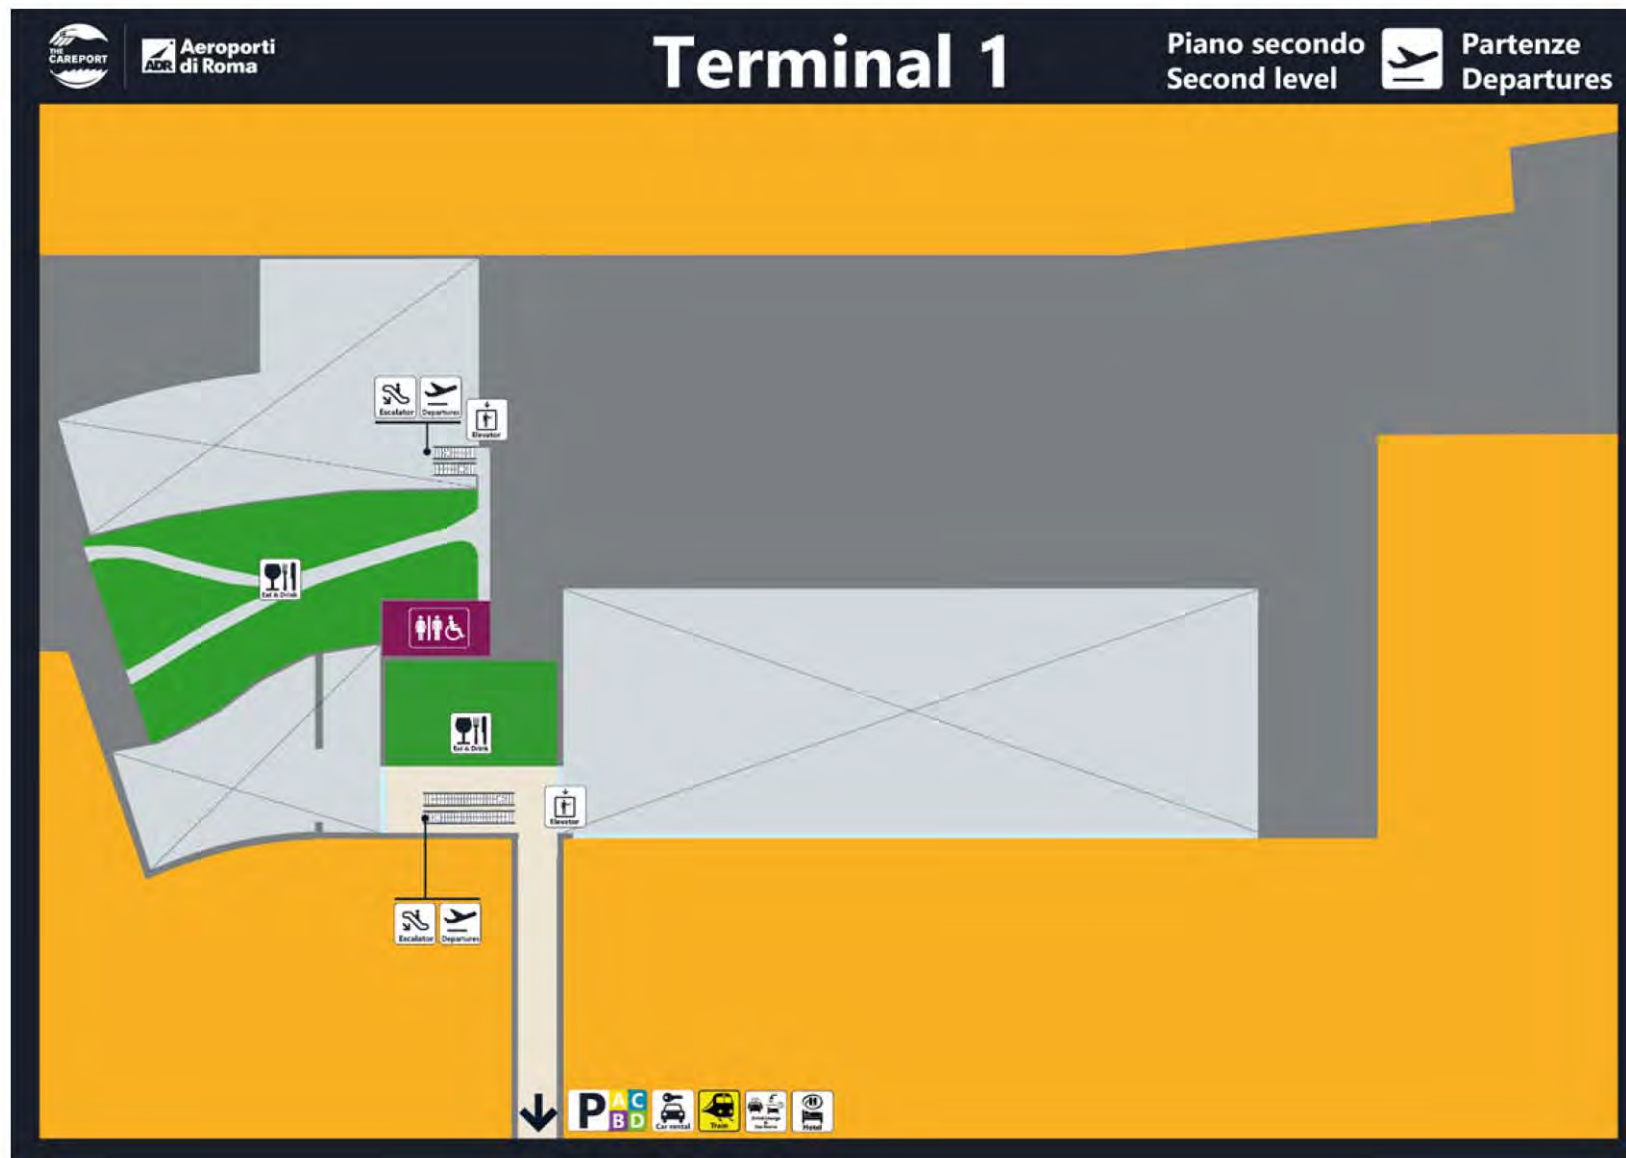 THE
CAREPORT
ADR
Aeroporti
di Roma
Terminal 1
Piano secondo
Second level
Partenze
Departures
Escalator
Departures
Elevator
Eat & Drink
Eat & Drink
Elevator
Escalator
Departures
P
A C
B D
Car rental
Train
Hotel